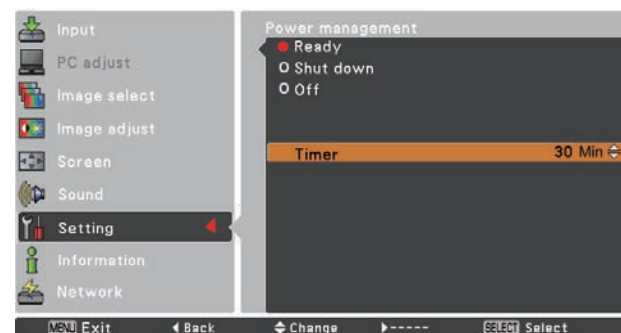 Input
PC adjust
Image select
Image adjust
Screen
Sound
Setting
Information
Network
Power management
Ready
Shut down
Off
Timer 30 Min
MENU Exit Back Change ----- SELECT Select